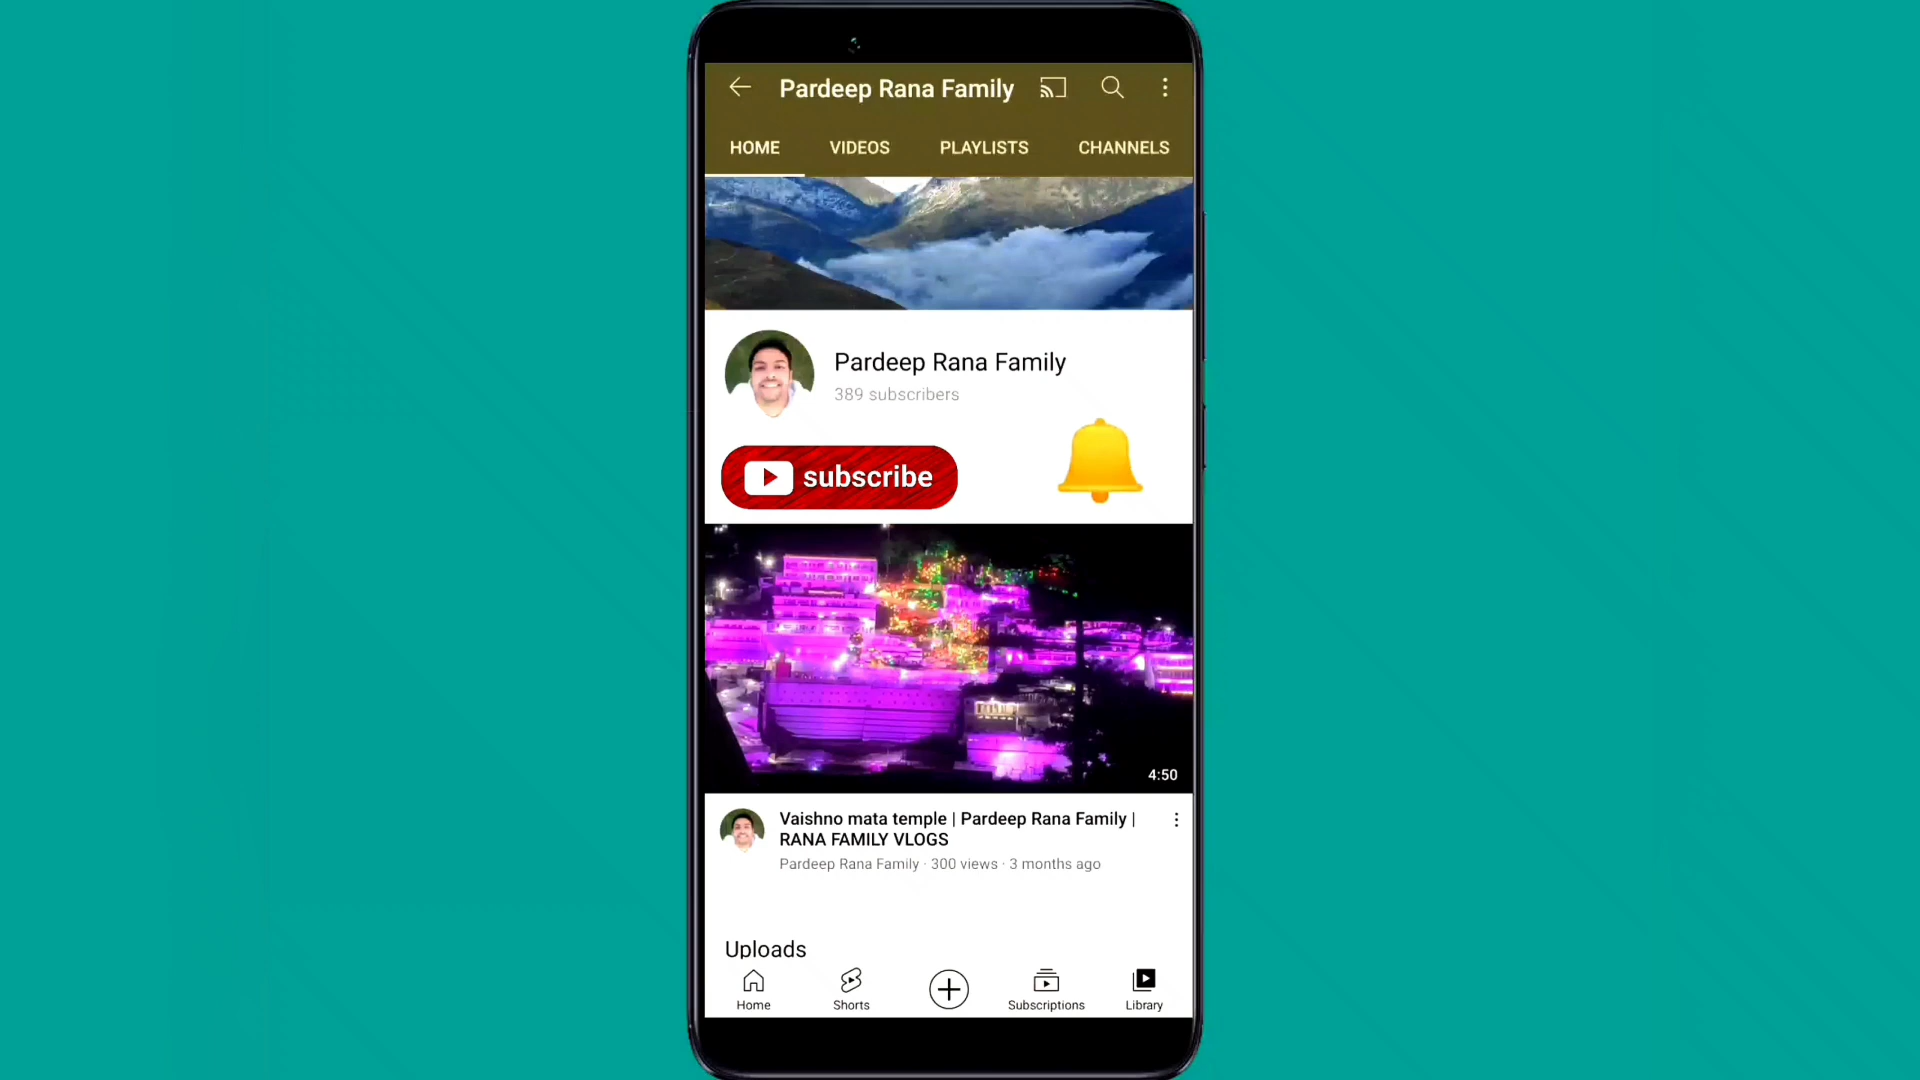 Pardeep Rana Family
HOME VIDEOS PLAYLISTS CHANNELS
Pardeep Rana Family
389 subscribers
subscribe
4:50
Vaishno mata temple | Pardeep Rana Family |
RANA FAMILY VLOGS
Pardeep Rana Family · 300 views · 3 months ago
Uploads
Home Shorts Subscriptions Library